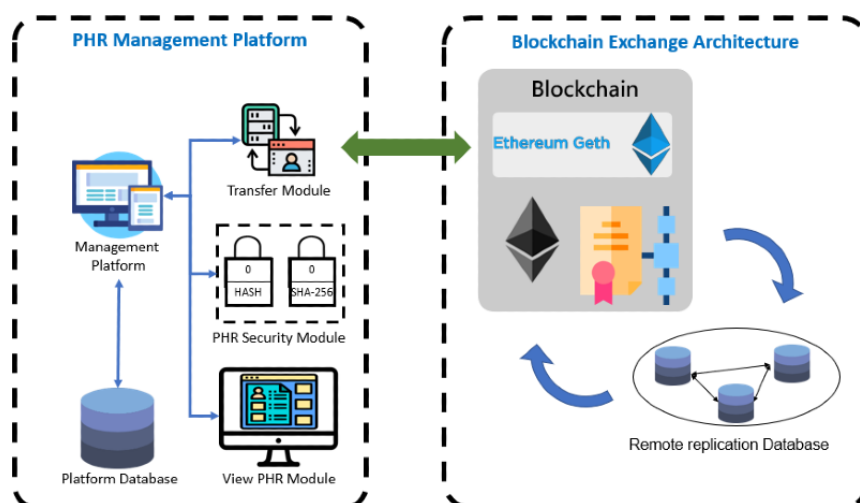 PHR Management Platform
Transfer Module
Management
Platform
0
HASH
0
SHA-256
PHR Security Module
Platform Database
View PHR Module
Blockchain Exchange Architecture
Blockchain
Ethereum Geth
Remote replication Database